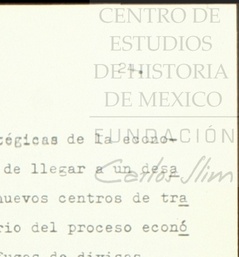 CENTRO DE
ESTUDIOS
DE HISTORIA
DE MEXICO
FUNDACIÓN
Carlos Slim
24.
tégicas de la econo-
de llegar a un desa
nuevos centros de tra
rio del proceso econó